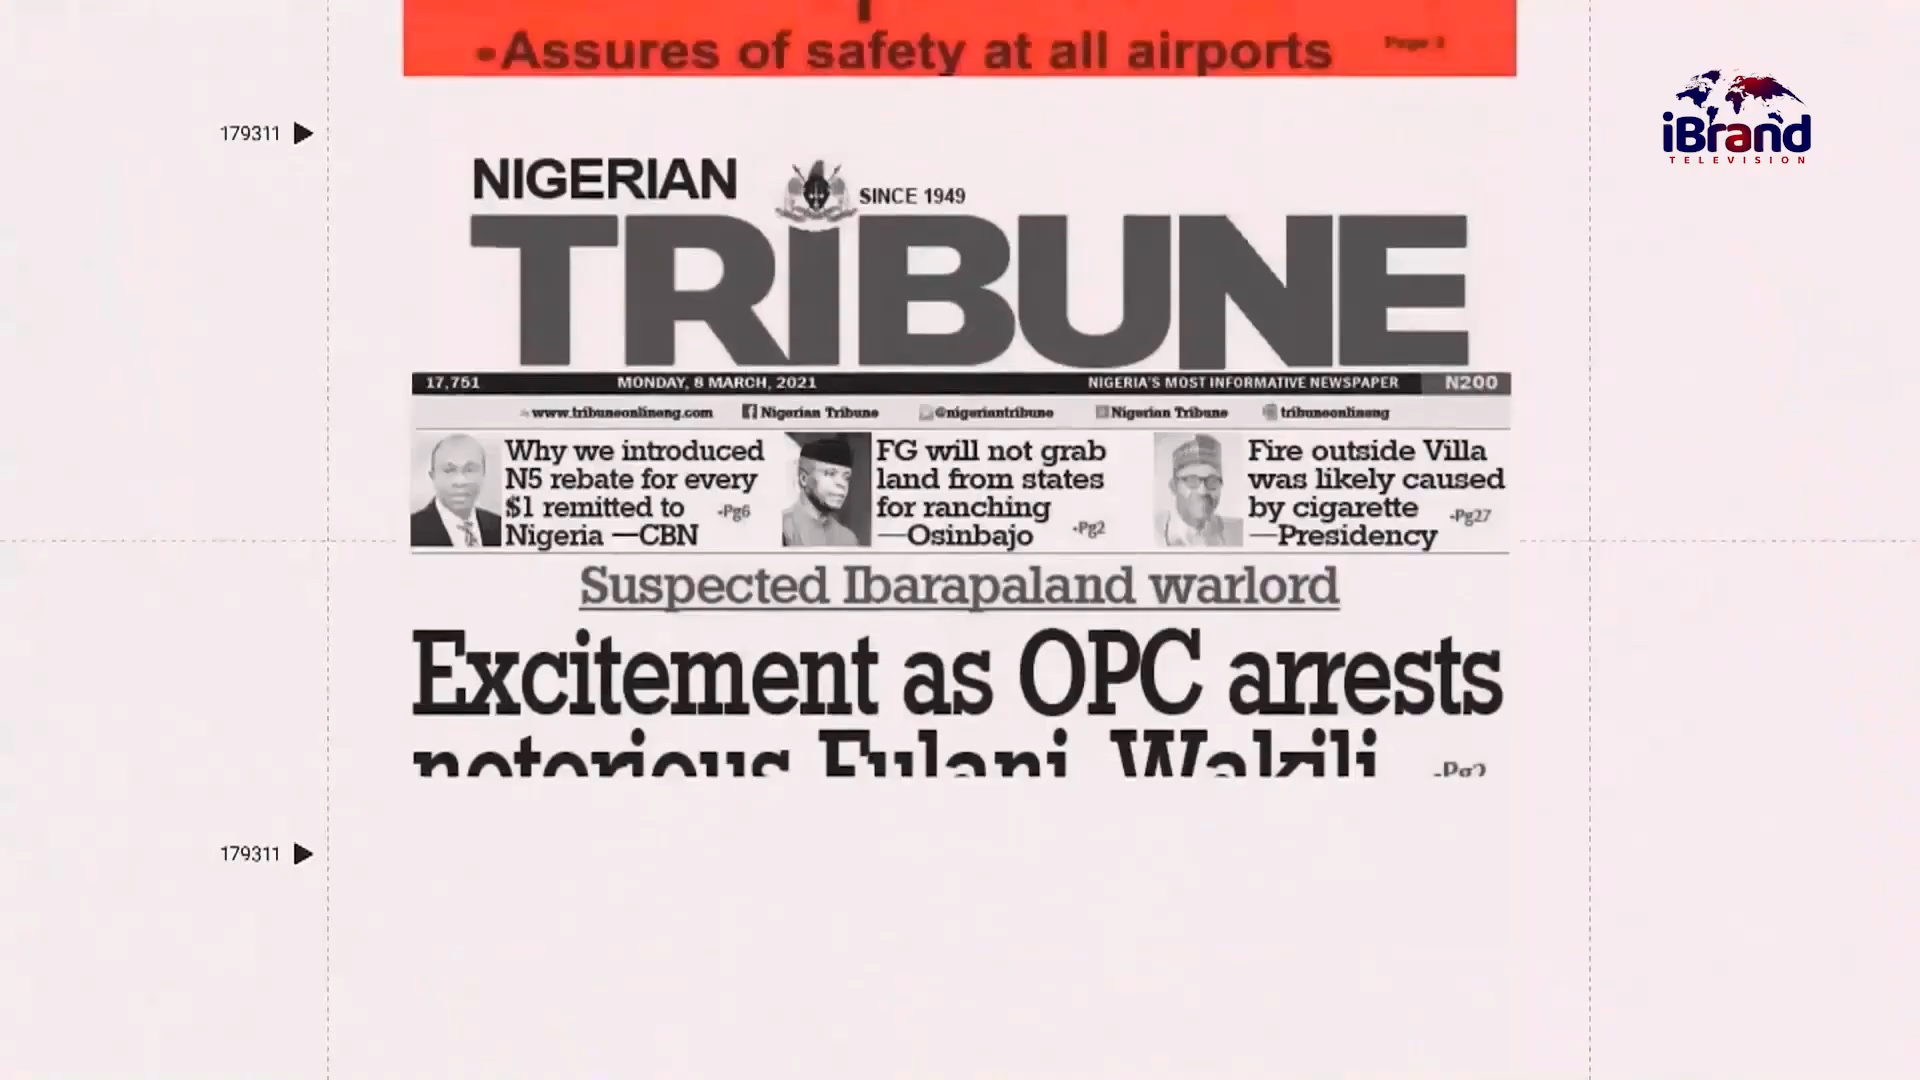 -Assures of safety at all airports
Page 3
iBrand
TELEVISION
179311
NIGERIAN
SINCE 1949
TRIBUNE
17,751
MONDAY, 8 MARCH, 2021
NIGERIA'S MOST INFORMATIVE NEWSPAPER
N200
www.tribuneonlineng.com
Nigerian Tribune
@nigeriantribune
Nigerian Tribune
tribuneonlineng
Why we introduced
N5 rebate for every
$1 remitted to -Pg6
Nigeria —CBN
FG will not grab
land from states
for ranching
—Osinbajo -Pg2
Fire outside Villa
was likely caused
by cigarette -Pg27
—Presidency
Suspected Ibarapaland warlord
Excitement as OPC arrests
notorious Fulani, Wakili -Pg2
179311